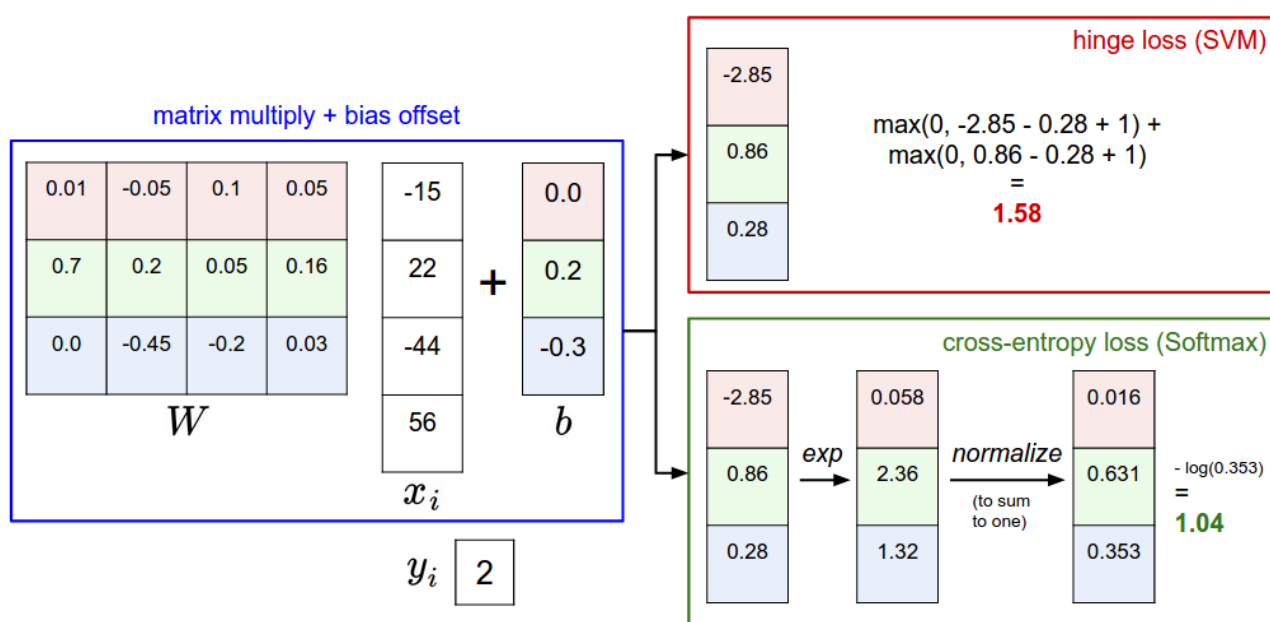 matrix multiply + bias offset
0.01 -0.05 0.1 0.05
0.7 0.2 0.05 0.16
0.0 -0.45 -0.2 0.03
W
-15
22
-44
56
x_i
+
0.0
0.2
-0.3
b
y_i 2
hinge loss (SVM)
-2.85
0.86
0.28
max(0, -2.85 - 0.28 + 1) +
max(0, 0.86 - 0.28 + 1)
=
1.58
cross-entropy loss (Softmax)
-2.85
0.86
0.28
exp
0.058
2.36
1.32
normalize
(to sum
to one)
0.016
0.631
0.353
- log(0.353)
=
1.04